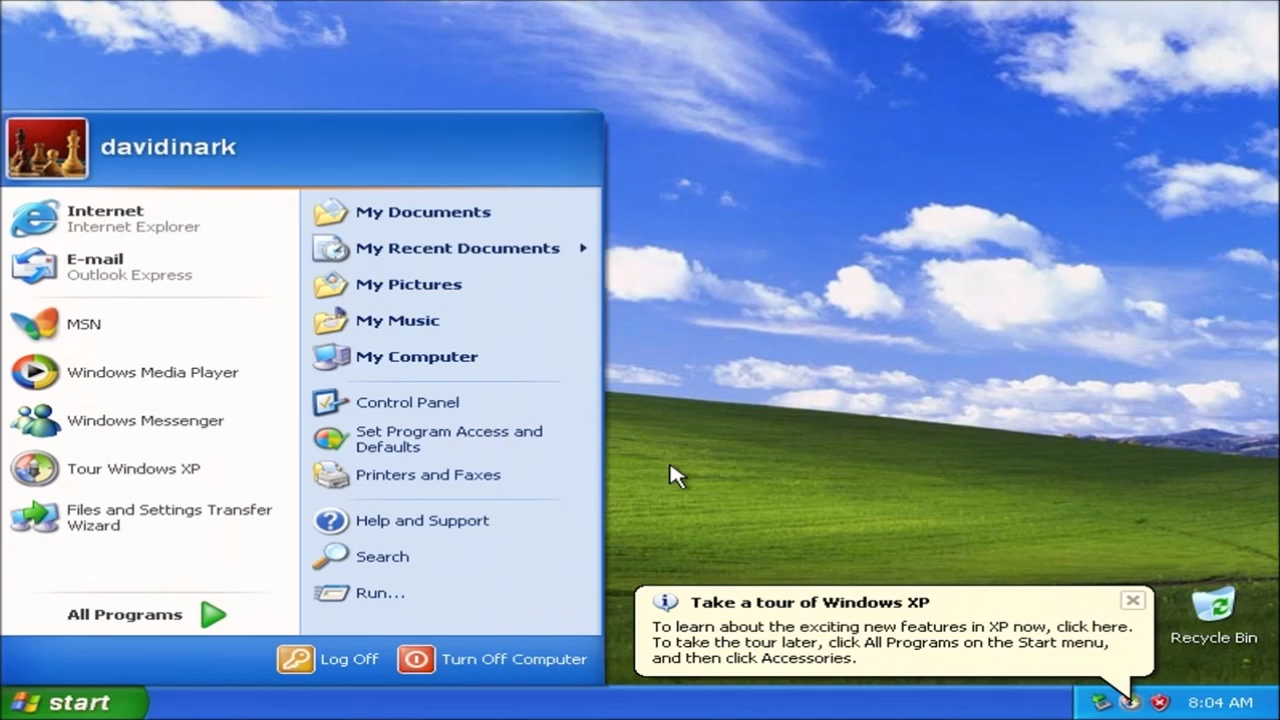 davidinark
Internet
Internet Explorer
E-mail
Outlook Express
MSN
Windows Media Player
Windows Messenger
Tour Windows XP
Files and Settings Transfer
Wizard
All Programs
My Documents
My Recent Documents
My Pictures
My Music
My Computer
Control Panel
Set Program Access and
Defaults
Printers and Faxes
Help and Support
Search
Run...
Log Off
Turn Off Computer
Take a tour of Windows XP
To learn about the exciting new features in XP now, click here.
To take the tour later, click All Programs on the Start menu,
and then click Accessories.
Recycle Bin
start
8:04 AM